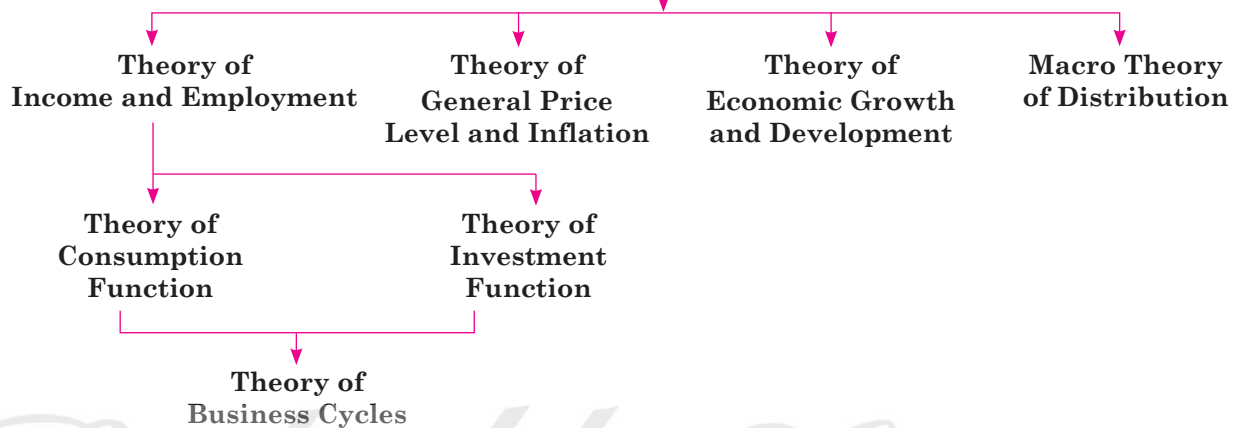 Theory of
Income and Employment
Theory of
General Price
Level and Inflation
Theory of
Economic Growth
and Development
Macro Theory
of Distribution
Theory of
Consumption
Function
Theory of
Investment
Function
Theory of
Business Cycles